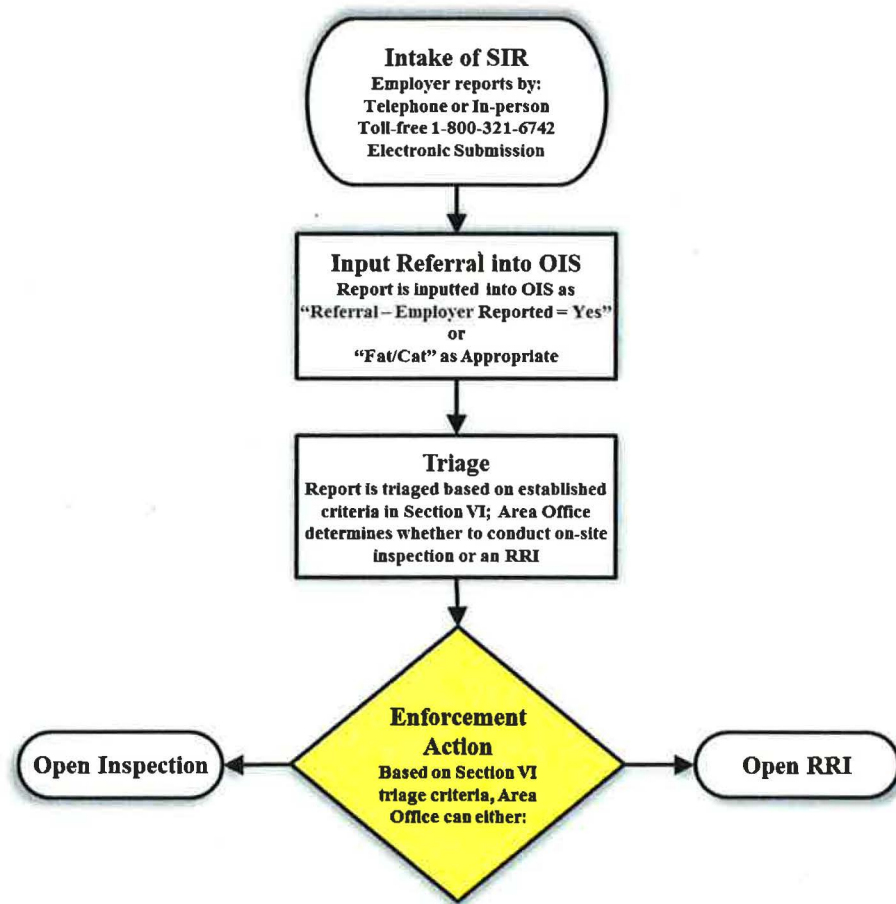 Intake of SIR
Employer reports by:
Telephone or In-person
Toll-free 1-800-321-6742
Electronic Submission
Input Referral into OIS
Report is inputted into OIS as
“Referral – Employer Reported = Yes”
or
“Fat/Cat” as Appropriate
Triage
Report is triaged based on established
criteria in Section VI; Area Office
determines whether to conduct on-site
inspection or an RRI
Enforcement
Action
Based on Section VI
triage criteria, Area
Office can either:
Open Inspection
Open RRI